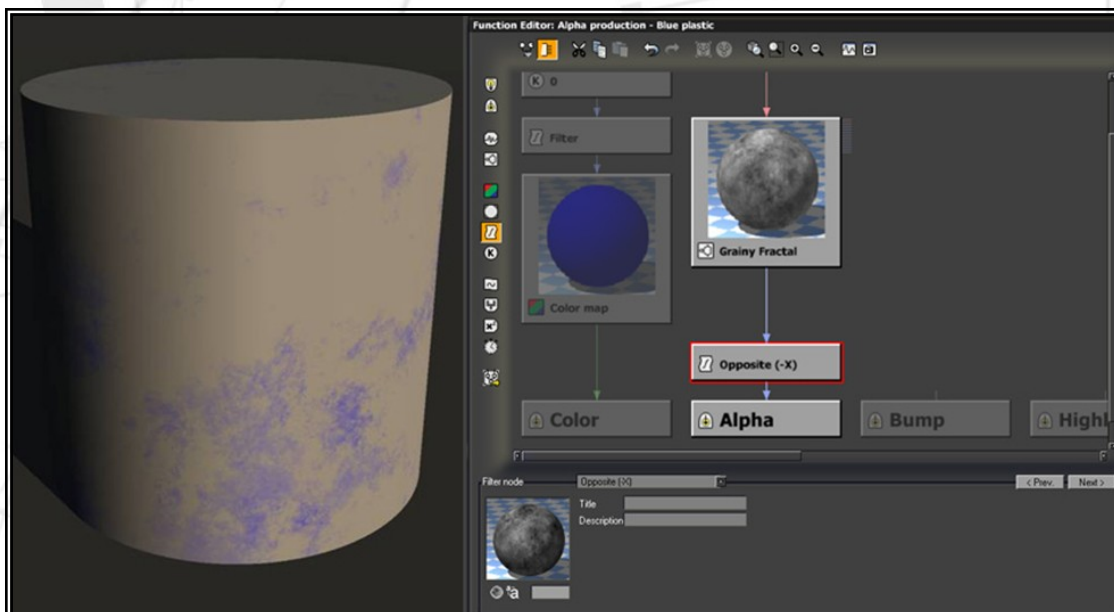 Function Editor: Alpha production - Blue plastic
K 0
Filter
Grainy Fractal
Color map
Opposite (-X)
Color
Alpha
Bump
Highl
Filter node
Opposite (-X)
< Prev.
Next >
Title
Description